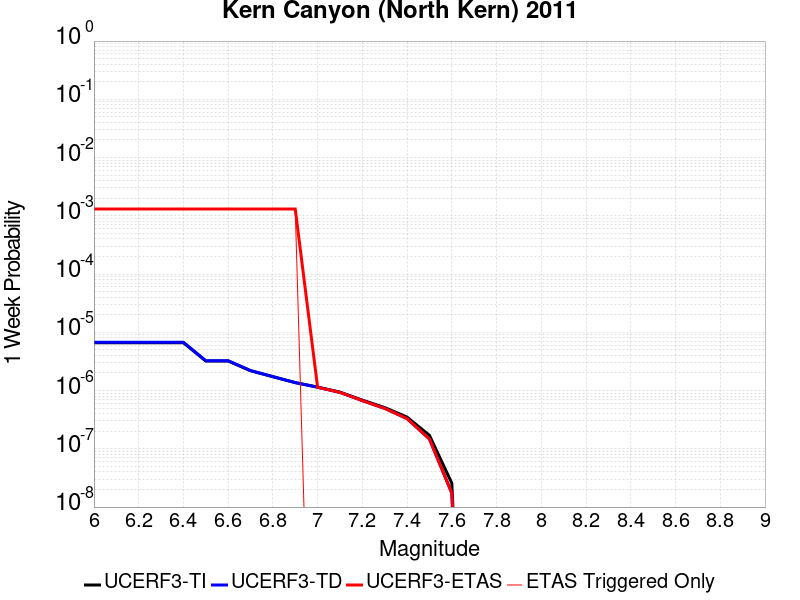 Kern Canyon (North Kern) 2011
1 Week Probability
10^0
10^-1
10^-2
10^-3
10^-4
10^-5
10^-6
10^-7
10^-8
6 6.2 6.4 6.6 6.8 7 7.2 7.4 7.6 7.8 8 8.2 8.4 8.6 8.8 9
Magnitude
UCERF3-TI UCERF3-TD UCERF3-ETAS ETAS Triggered Only